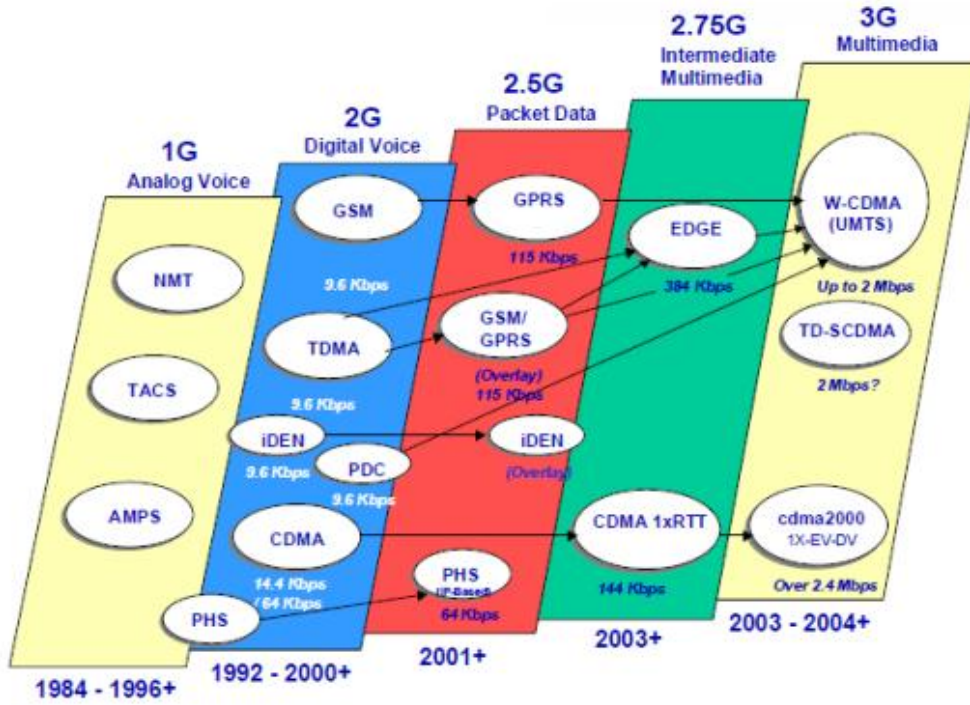 1G
Analog Voice
NMT
TACS
AMPS
PHS
1984 - 1996+
2G
Digital Voice
GSM
9.6 Kbps
TDMA
9.6 Kbps
iDEN
9.6 Kbps
PDC
9.6 Kbps
CDMA
14.4 Kbps
/ 64 Kbps
1992 - 2000+
2.5G
Packet Data
GPRS
115 Kbps
GSM/
GPRS
(Overlay)
115 Kbps
iDEN
(Overlay)
PHS
(IP-Based)
64 Kbps
2001+
2.75G
Intermediate
Multimedia
EDGE
384 Kbps
CDMA 1xRTT
144 Kbps
2003+
3G
Multimedia
W-CDMA
(UMTS)
Up to 2 Mbps
TD-SCDMA
2 Mbps?
cdma2000
1X-EV-DV
Over 2.4 Mbps
2003 - 2004+